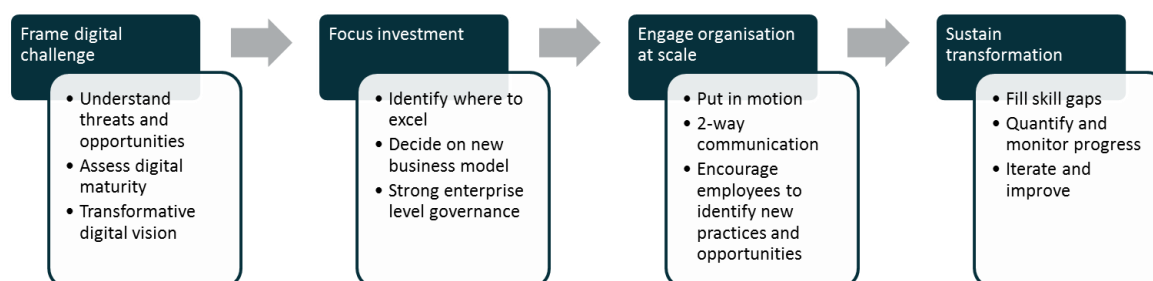 Frame digital
challenge
• Understand
threats and
opportunities
• Assess digital
maturity
• Transformative
digital vision
Focus investment
• Identify where to
excel
• Decide on new
business model
• Strong enterprise
level governance
Engage organisation
at scale
• Put in motion
• 2-way
communication
• Encourage
employees to
identify new
practices and
opportunities
Sustain
transformation
• Fill skill gaps
• Quantify and
monitor progress
• Iterate and
improve